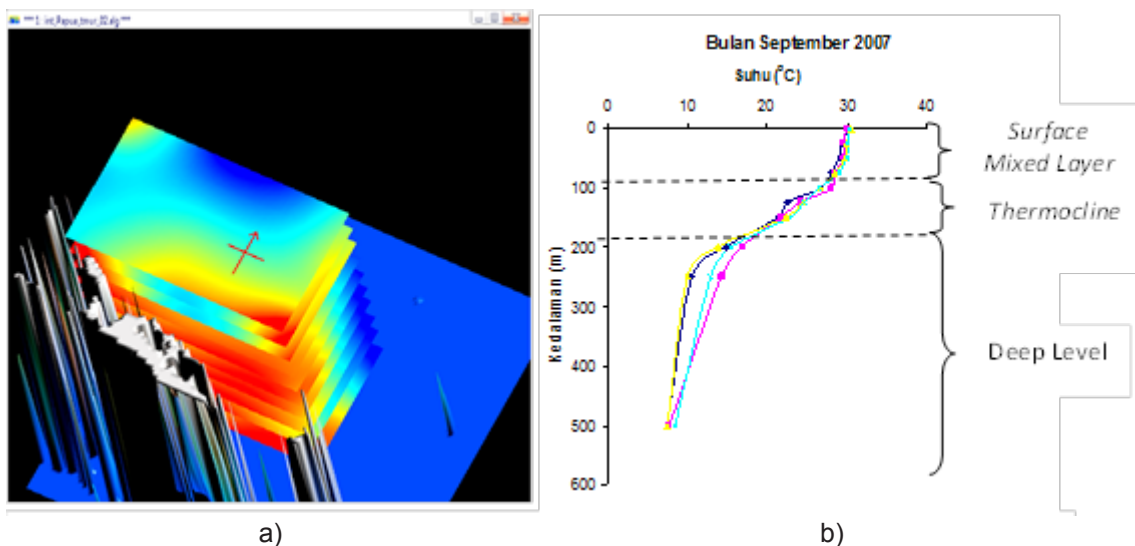 Bulan September 2007
Suhu (°C)
0 10 20 30 40
0
100
200
300
400
500
600
Kedalaman (m)
Surface
Mixed Layer
Thermocline
Deep Level
a)
b)